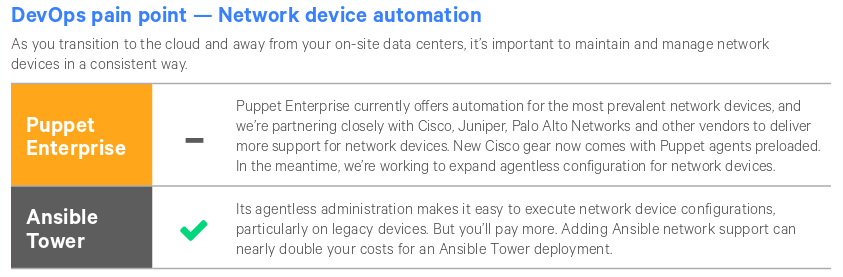 DevOps pain point — Network device automation
As you transition to the cloud and away from your on-site data centers, it's important to maintain and manage network
devices in a consistent way.
Puppet
Enterprise
Puppet Enterprise currently offers automation for the most prevalent network devices, and
we're partnering closely with Cisco, Juniper, Palo Alto Networks and other vendors to deliver
more support for network devices. New Cisco gear now comes with Puppet agents preloaded.
In the meantime, we're working to expand agentless configuration for network devices.
Ansible
Tower
Its agentless administration makes it easy to execute network device configurations,
particularly on legacy devices. But you'll pay more. Adding Ansible network support can
nearly double your costs for an Ansible Tower deployment.